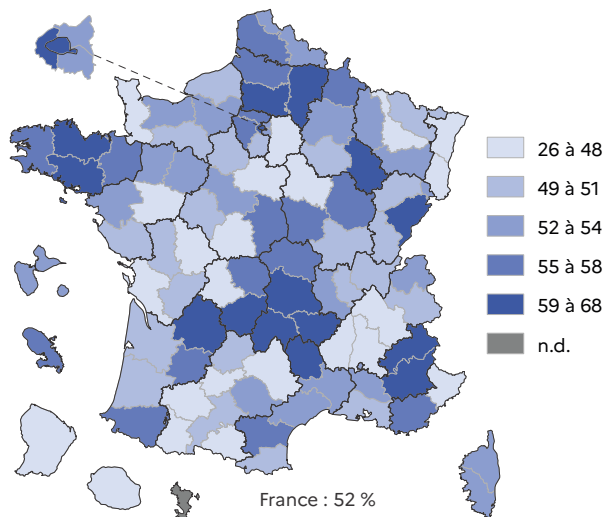 26 à 48
49 à 51
52 à 54
55 à 58
59 à 68
n.d.
France : 52 %